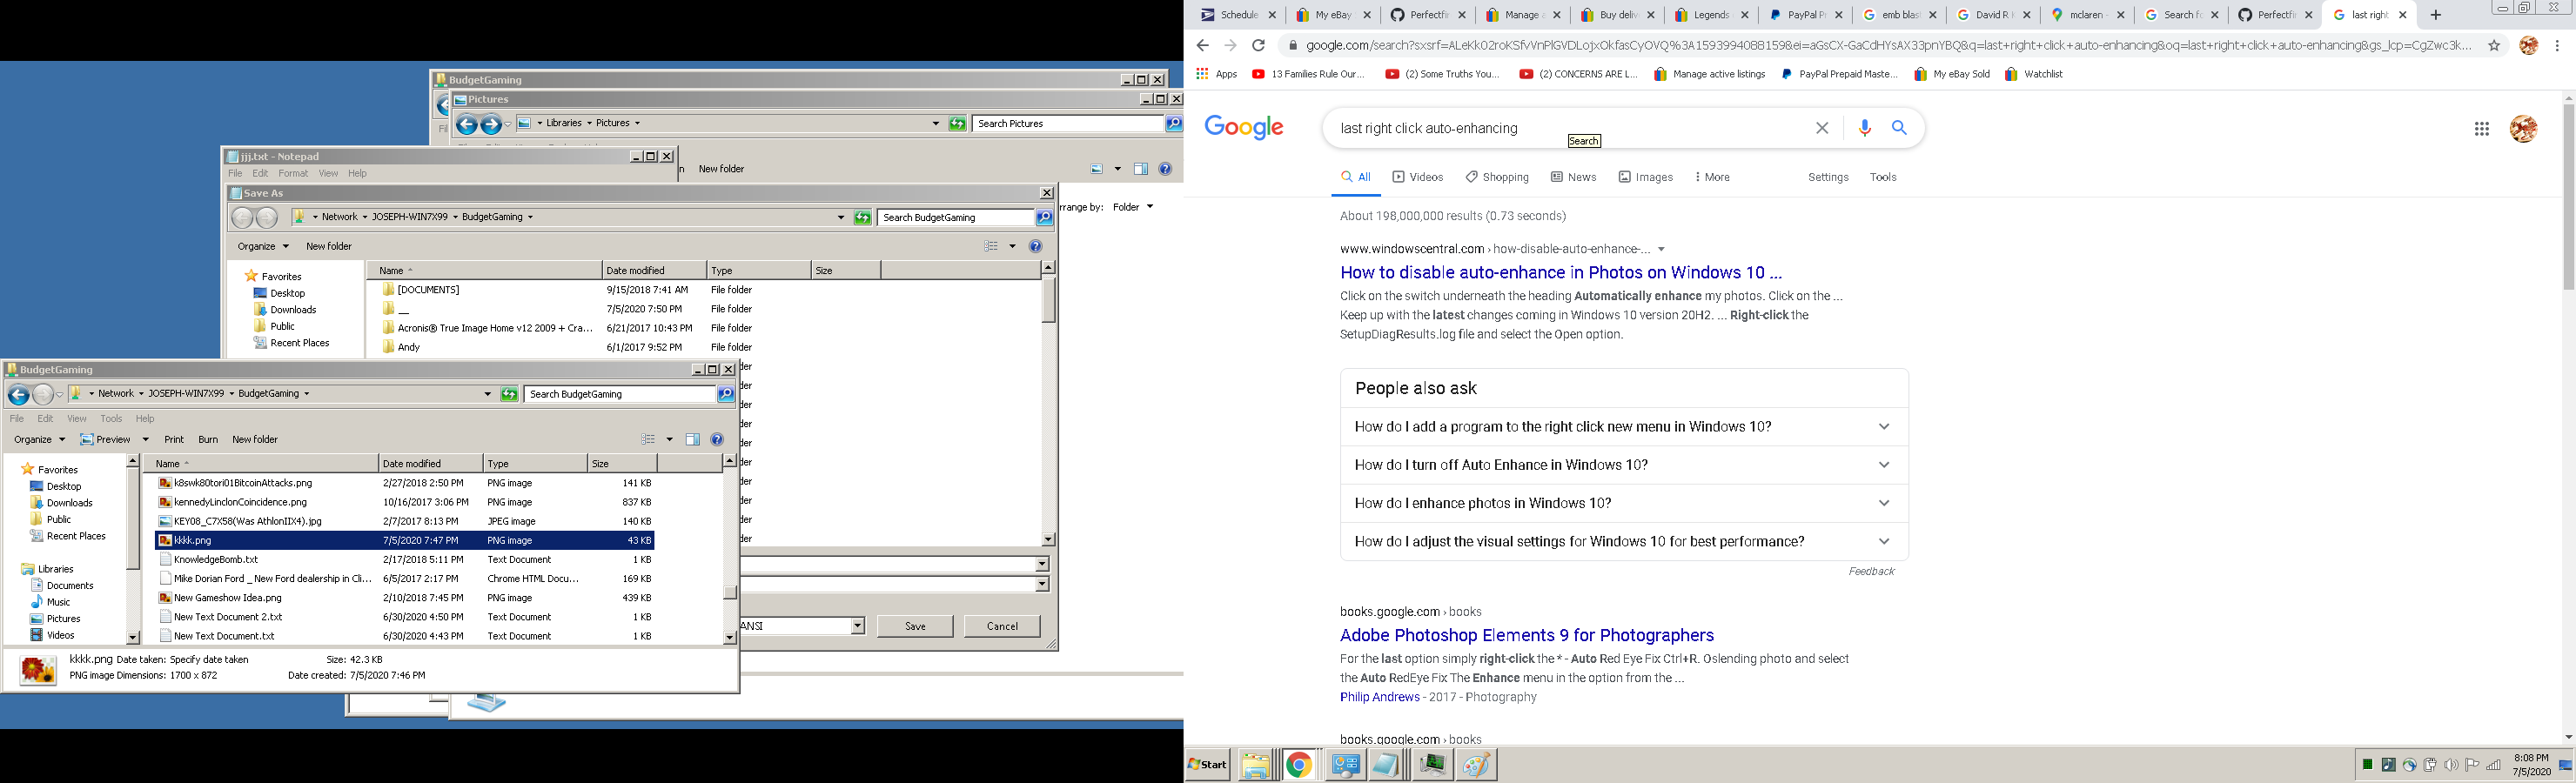 BudgetGaming
Pictures
Libraries
Pictures
Search Pictures
New folder
rrange by:
Folder
jjj.txt - Notepad
File Edit Format View Help
Save As
Network
JOSEPH-WIN7X99
BudgetGaming
Search BudgetGaming
Organize
New folder
Favorites
Desktop
Downloads
Public
Recent Places
Name Date modified Type Size
[DOCUMENTS] 9/15/2018 7:41 AM File folder
__ 7/5/2020 7:50 PM File folder
Acronis® True Image Home v12 2009 + Cra... 6/21/2017 10:43 PM File folder
Andy 6/1/2017 9:52 PM File folder
der
der
der
der
der
der
der
der
der
der
ANSI
Save
Cancel
BudgetGaming
Network
JOSEPH-WIN7X99
BudgetGaming
Search BudgetGaming
File Edit View Tools Help
Organize Preview Print Burn New folder
Favorites
Desktop
Downloads
Public
Recent Places
Libraries
Documents
Music
Pictures
Videos
Name Date modified Type Size
k8swk80tori01BitcoinAttacks.png 2/27/2018 2:50 PM PNG image 141 KB
kennedyLinclonCoincidence.png 10/16/2017 3:06 PM PNG image 837 KB
KEY08_C7X58(Was AthlonIIX4).jpg 2/7/2017 8:13 PM JPEG image 140 KB
kkkk.png 7/5/2020 7:47 PM PNG image 43 KB
KnowledgeBomb.txt 2/17/2018 5:11 PM Text Document 1 KB
Mike Dorian Ford _ New Ford dealership in Cli... 6/5/2017 2:17 PM Chrome HTML Docu... 169 KB
New Gameshow Idea.png 2/10/2018 7:45 PM PNG image 439 KB
New Text Document 2.txt 6/30/2020 4:50 PM Text Document 1 KB
New Text Document.txt 6/30/2020 4:43 PM Text Document 1 KB
kkkk.png Date taken: Specify date taken Size: 42.3 KB
PNG image Dimensions: 1700 x 872 Date created: 7/5/2020 7:46 PM
Schedule My eBay Perfectfi Manage a Buy deliv Legends PayPal Pr emb blas David R K mclaren - Search fo Perfectfi last right
google.com/search?sxsrf=ALeKk02roKSfvVnPlGVDLojxOkfasCyOVQ%3A1593994088159&ei=aGsCX-GaCdHYsAX33pnYBQ&q=last+right+click+auto-enhancing&oq=last+right+click+auto-enhancing&gs_lcp=CgZwc3k...
Apps 13 Families Rule Our... (2) Some Truths You... (2) CONCERNS ARE L... Manage active listings PayPal Prepaid Maste... My eBay Sold Watchlist
Google
last right click auto-enhancing
Search
All Videos Shopping News Images More Settings Tools
About 198,000,000 results (0.73 seconds)
www.windowscentral.com › how-disable-auto-enhance-...
How to disable auto-enhance in Photos on Windows 10 ...
Click on the switch underneath the heading Automatically enhance my photos. Click on the ...
Keep up with the latest changes coming in Windows 10 version 20H2. ... Right-click the
SetupDiagResults.log file and select the Open option.
People also ask
How do I add a program to the right click new menu in Windows 10?
How do I turn off Auto Enhance in Windows 10?
How do I enhance photos in Windows 10?
How do I adjust the visual settings for Windows 10 for best performance?
Feedback
books.google.com › books
Adobe Photoshop Elements 9 for Photographers
For the last option simply right-click the * - Auto Red Eye Fix Ctrl+R. Oslending photo and select
the Auto RedEye Fix The Enhance menu in the option from the ...
Philip Andrews - 2017 - Photography
books.google.com › books
Start
8:08 PM
7/5/2020